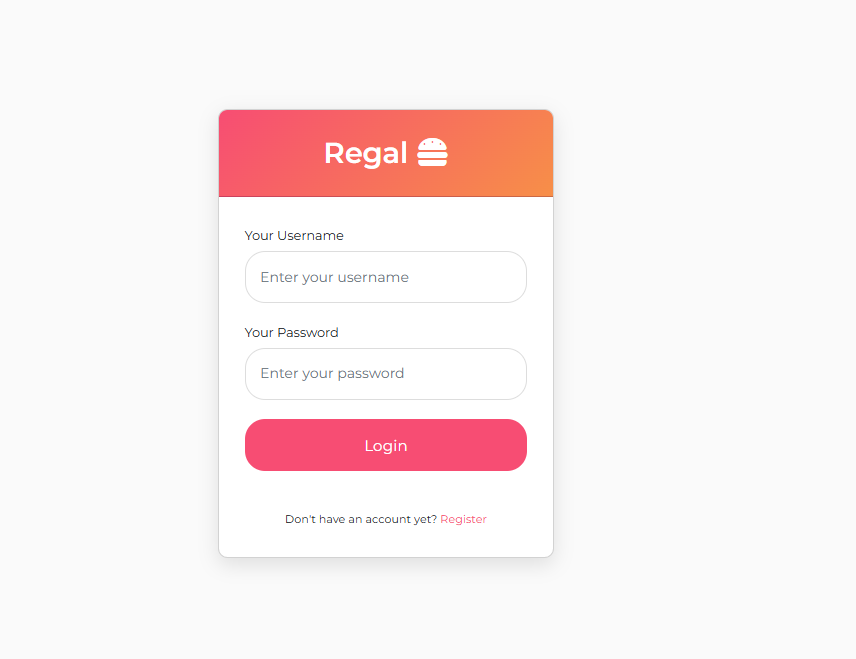 Regal
Your Username
Enter your username
Your Password
Enter your password
Login
Don't have an account yet? Register